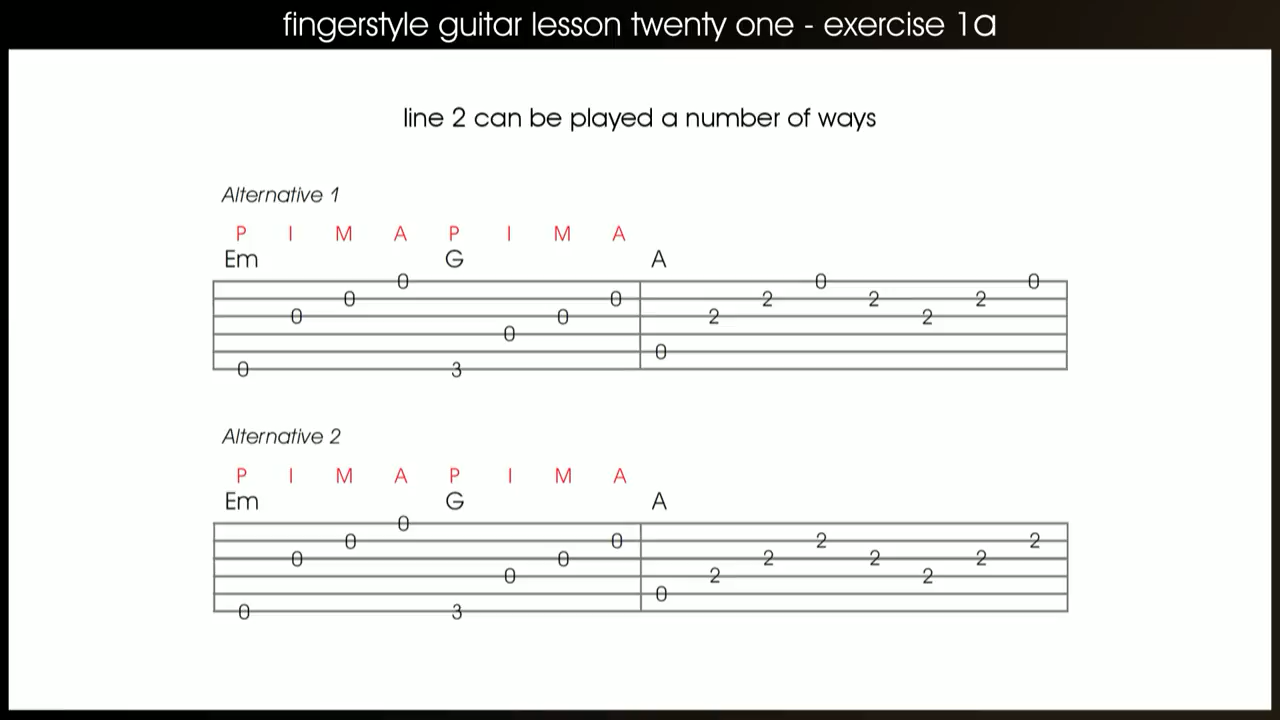 fingerstyle guitar lesson twenty one - exercise 1a
line 2 can be played a number of ways
Alternative 1
P I M A P I M A
Em G A
0 0
0 2 2 2
0 0 2 2
0
0
0 3
Alternative 2
P I M A P I M A
Em G A
0
0 0 2 2
0 0 2 2 2
0 2 2
0
0 3